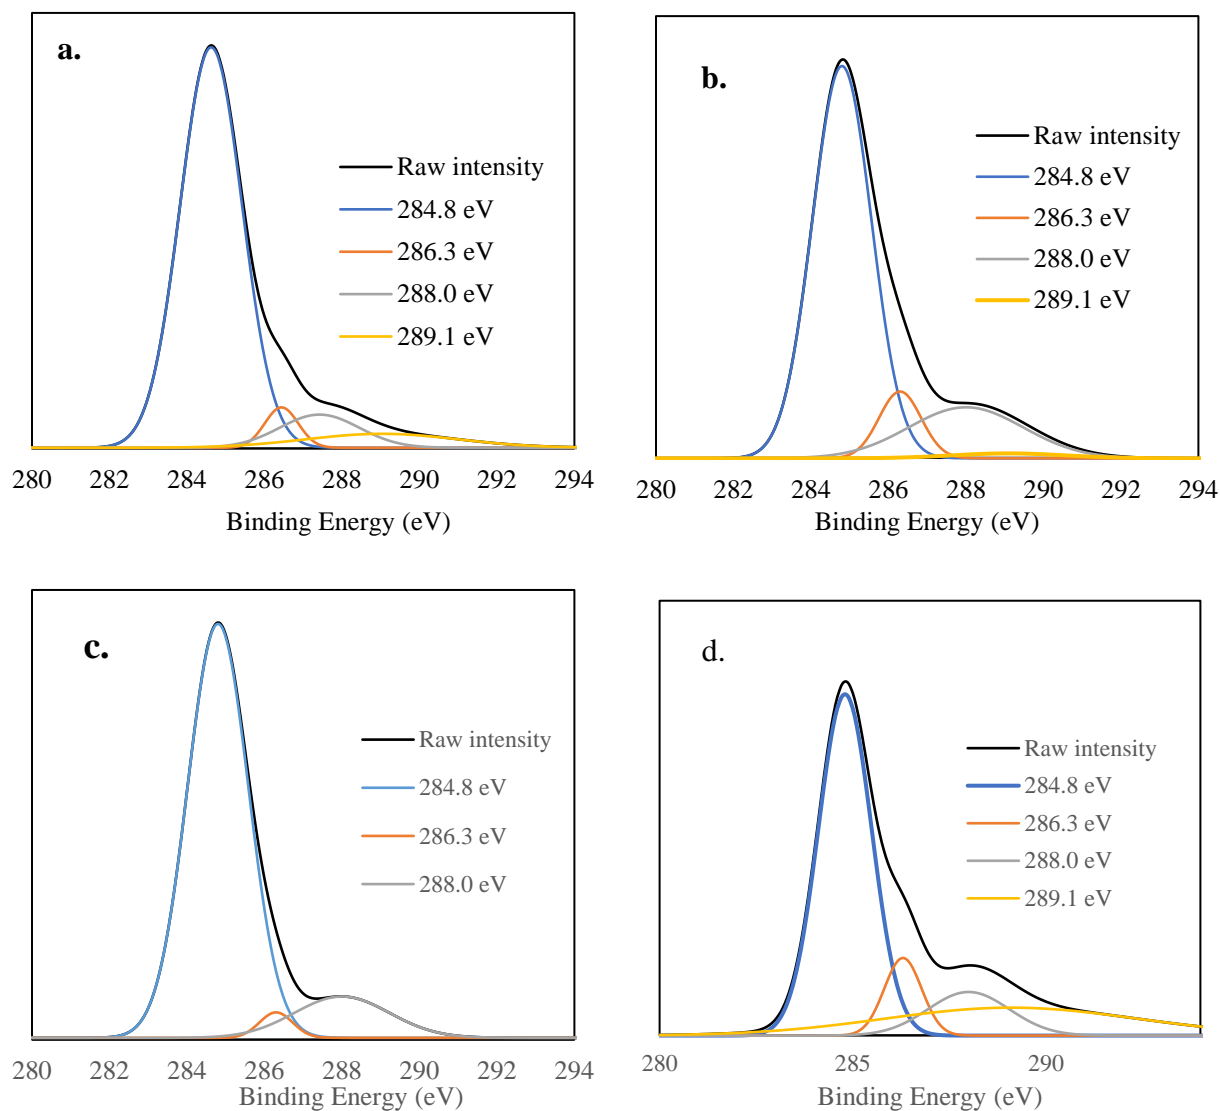 a.
Raw intensity
284.8 eV
286.3 eV
288.0 eV
289.1 eV
280 282 284 286 288 290 292 294
Binding Energy (eV)
b.
Raw intensity
284.8 eV
286.3 eV
288.0 eV
289.1 eV
280 282 284 286 288 290 292 294
Binding Energy (eV)
c.
Raw intensity
284.8 eV
286.3 eV
288.0 eV
280 282 284 286 288 290 292 294
Binding Energy (eV)
d.
Raw intensity
284.8 eV
286.3 eV
288.0 eV
289.1 eV
280 285 290
Binding Energy (eV)